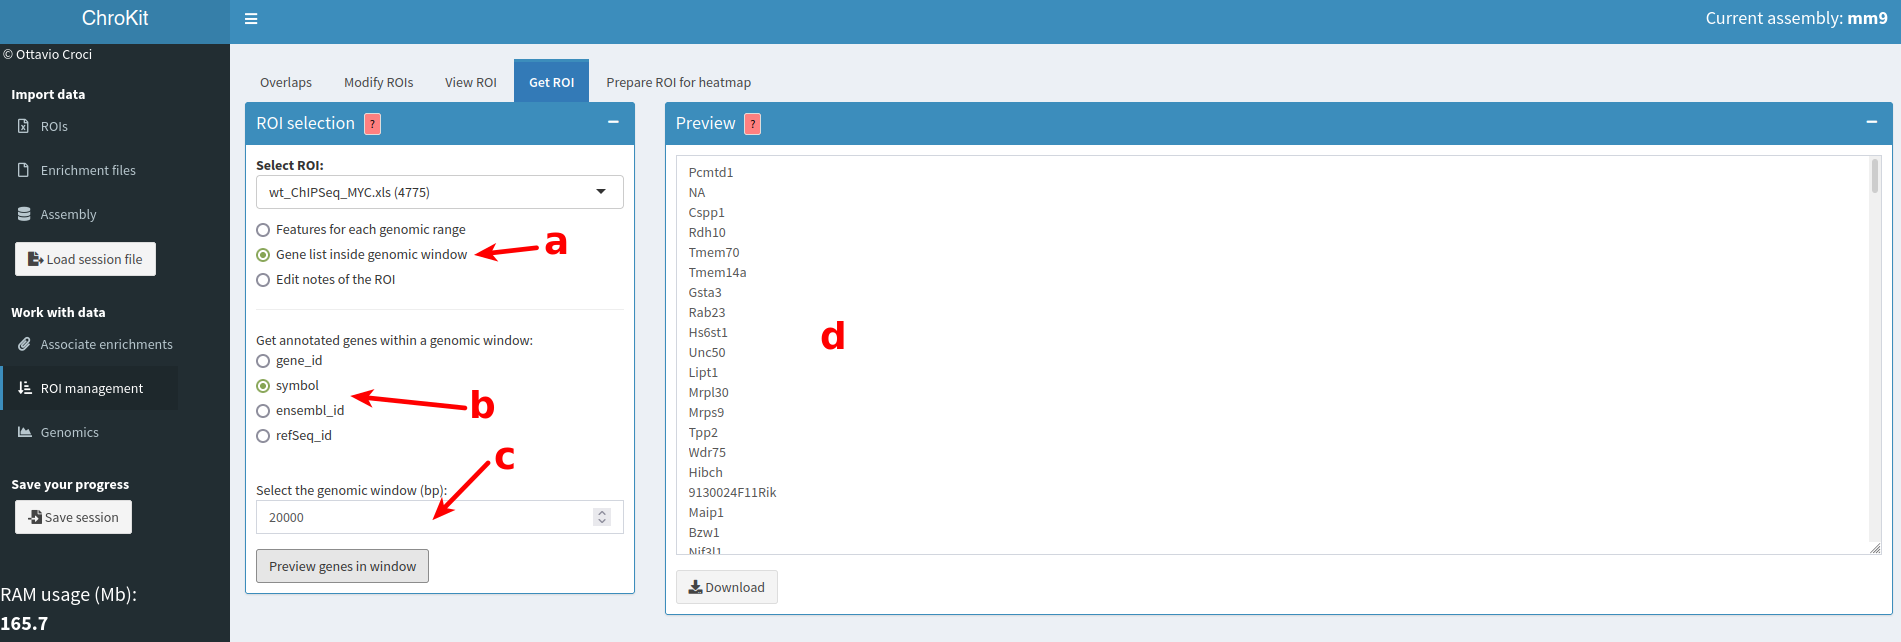 ChroKit
Current assembly: mm9
© Ottavio Croci
Import data
ROIs
Enrichment files
Assembly
Load session file
Work with data
Associate enrichments
ROI management
Genomics
Save your progress
Save session
RAM usage (Mb):
165.7
Overlaps Modify ROIs View ROI Get ROI Prepare ROI for heatmap
ROI selection ?
Select ROI:
wt_ChIPSeq_MYC.xls (4775)
Features for each genomic range
Gene list inside genomic window
a
Edit notes of the ROI
Get annotated genes within a genomic window:
gene_id
symbol
b
ensembl_id
refSeq_id
c
Select the genomic window (bp):
20000
Preview genes in window
Preview ?
Pcmtd1
NA
Cspp1
Rdh10
Tmem70
Tmem14a
Gsta3
Rab23
Hs6st1
d
Unc50
Lipt1
Mrpl30
Mrps9
Tpp2
Wdr75
Hibch
9130024F11Rik
Maip1
Bzw1
Nif3l1
Download